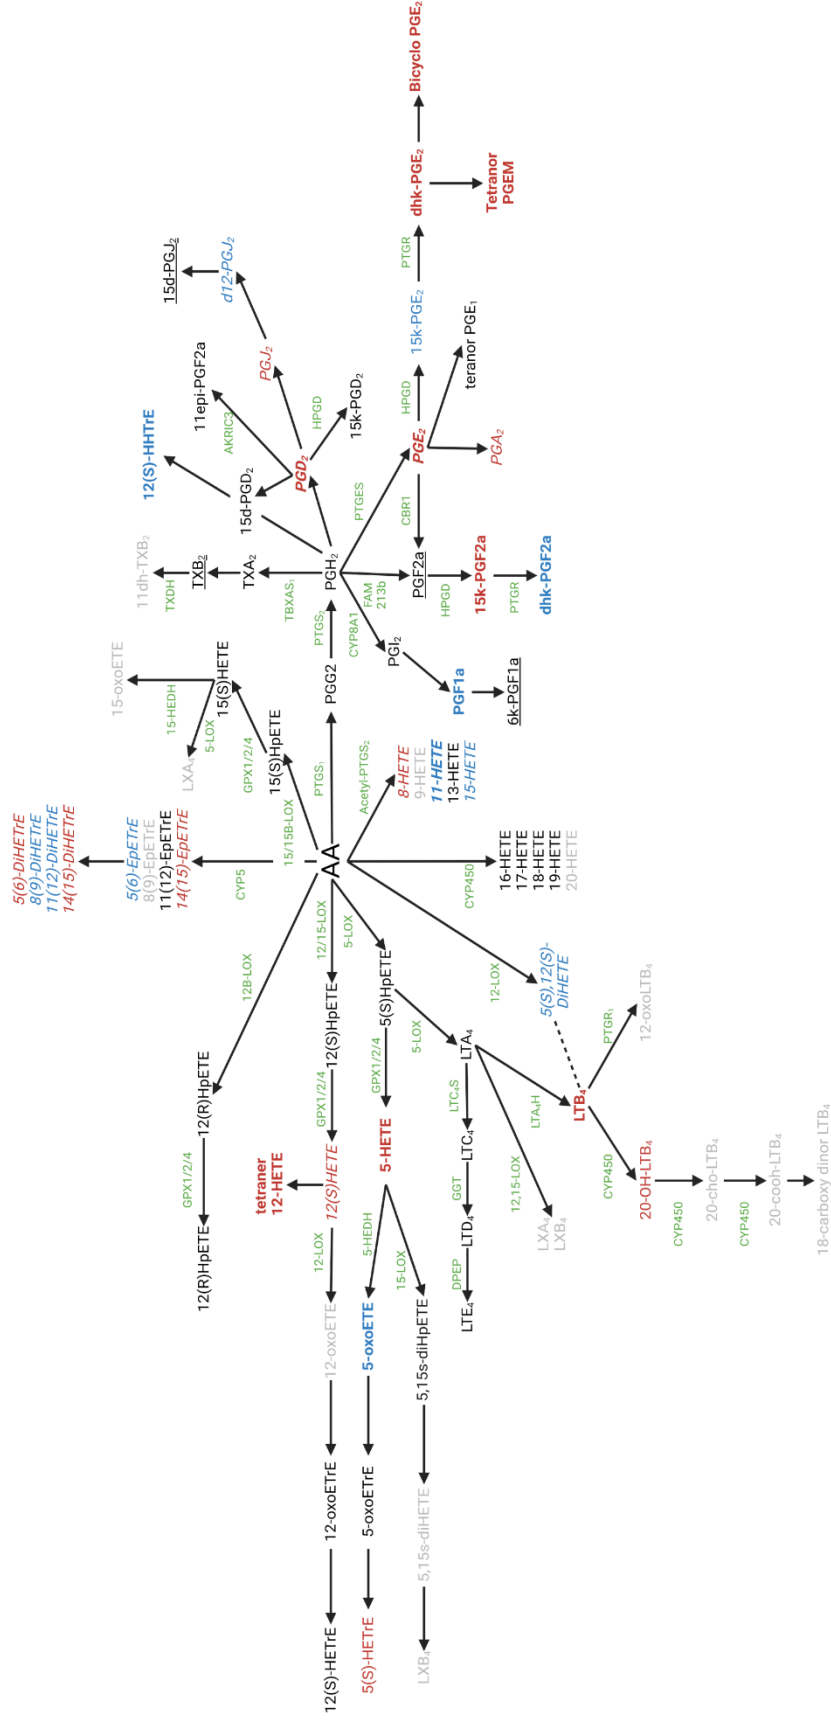 5(6)-DiHETrE
8(9)-DiHETrE
11(12)-DiHETrE
14(15)-DiHETrE
5(6)-EpETrE
8(9)-EpETrE
11(12)-EpETrE
14(15)-EpETrE
CYP5
15-oxoETE
15-HEDH
LXA₄
5-LOX
15(S)HETE
GPX1/2/4
15(S)HpETE
15/15B-LOX
11dh-TXB₂
TXDH
TXB₂
TXA₂
TBXAS₁
12(S)-HHTrE
15d-PGD₂
11epi-PGF2a
AKRIC3
PGD₂
HPGD
15k-PGD₂
PGJ₂
d12-PGJ₂
15d-PGJ₂
12B-LOX
12(R)HpETE
GPX1/2/4
12(R)HpETE
AA
PTGS₁
PGG2
PTGS₂
PGH₂
12/15-LOX
12(S)HpETE
GPX1/2/4
12(S)HETE
tetraner
12-HETE
12-LOX
12-oxoETE
12-oxoETrE
12(S)-HETrE
5-LOX
5(S)HpETE
GPX1/2/4
5-HETE
5-HEDH
5-oxoETE
5-oxoETrE
5(S)-HETrE
15-LOX
5,15s-diHpETE
5,15s-diHETE
LXB₄
5-LOX
LTA₄
LTC₄S
LTC₄
GGT
LTD₄
DPEP
LTE₄
12,15-LOX
LXA₄
LXB₄
LTA₄H
LTB₄
12-LOX
5(S),12(S)-
DiHETE
PTGR₁
12-oxoLTB₄
CYP450
20-OH-LTB₄
CYP450
20-cho-LTB₄
CYP450
20-cooh-LTB₄
18-carboxy dinor LTB₄
CYP450
16-HETE
17-HETE
18-HETE
19-HETE
20-HETE
Acetyl-PTGS₂
8-HETE
9-HETE
11-HETE
13-HETE
15-HETE
CYP8A1
PGI₂
PGF1a
6k-PGF1a
FAM
213b
PGF2a
HPGD
15k-PGF2a
PTGR
dhk-PGF2a
PTGES
CBR1
PGE₂
PGA₂
teranor PGE₁
HPGD
15k-PGE₂
PTGR
dhk-PGE₂
Tetranor
PGEM
Bicyclo PGE₂